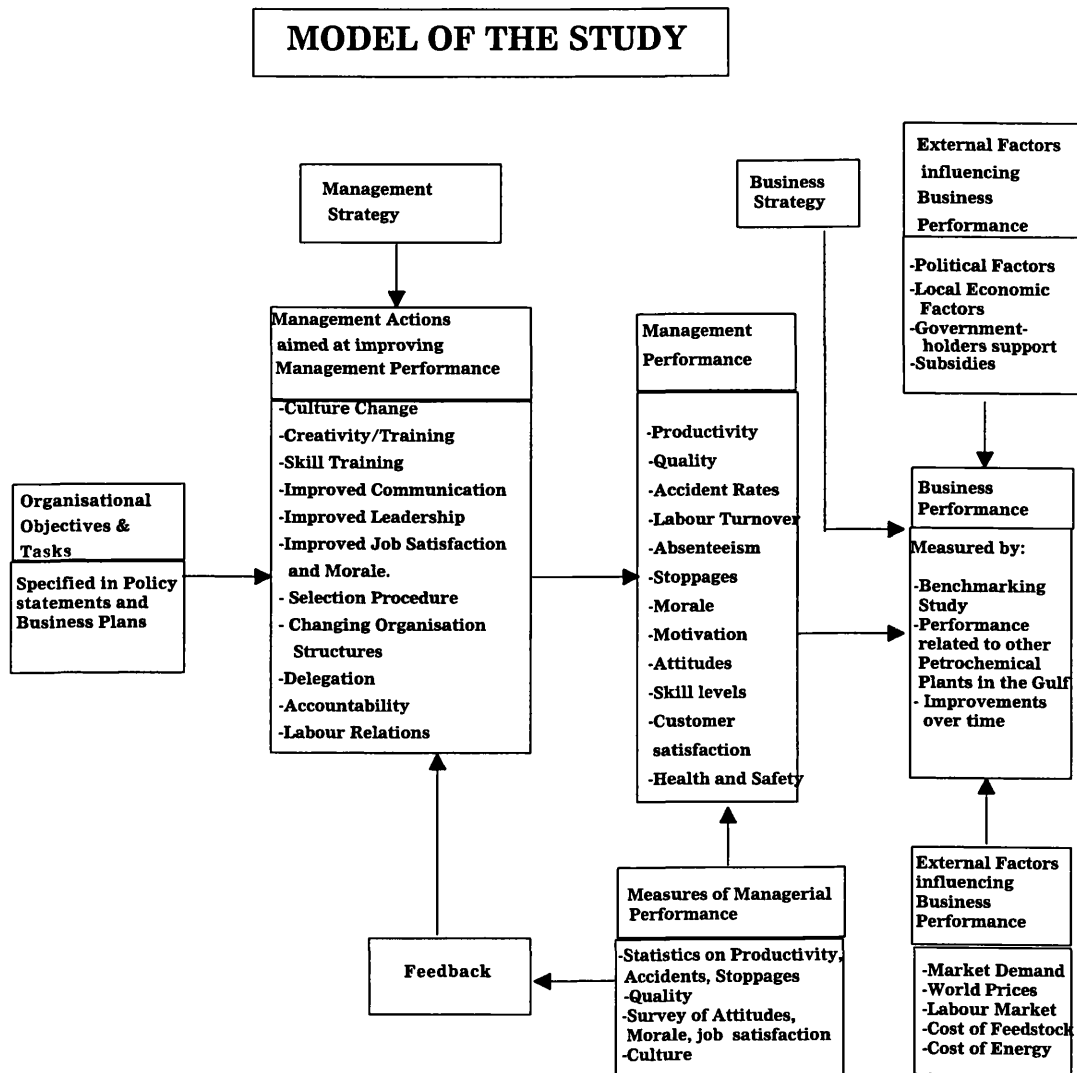 MODEL OF THE STUDY
Management
Strategy
Business
Strategy
External Factors
influencing
Business
Performance
-Political Factors
-Local Economic
Factors
-Government-
holders support
-Subsidies
Organisational
Objectives &
Tasks
Specified in Policy
statements and
Business Plans
Management Actions
aimed at improving
Management Performance
-Culture Change
-Creativity/Training
-Skill Training
-Improved Communication
-Improved Leadership
-Improved Job Satisfaction
and Morale.
- Selection Procedure
- Changing Organisation
Structures
-Delegation
-Accountability
-Labour Relations
Management
Performance
-Productivity
-Quality
-Accident Rates
-Labour Turnover
-Absenteeism
-Stoppages
-Morale
-Motivation
-Attitudes
-Skill levels
-Customer
satisfaction
-Health and Safety
Business
Performance
Measured by:
-Benchmarking
Study
-Performance
related to other
Petrochemical
Plants in the Gulf
- Improvements
over time
Feedback
Measures of Managerial
Performance
-Statistics on Productivity,
Accidents, Stoppages
-Quality
-Survey of Attitudes,
Morale, job satisfaction
-Culture
External Factors
influencing
Business
Performance
-Market Demand
-World Prices
-Labour Market
-Cost of Feedstock
-Cost of Energy